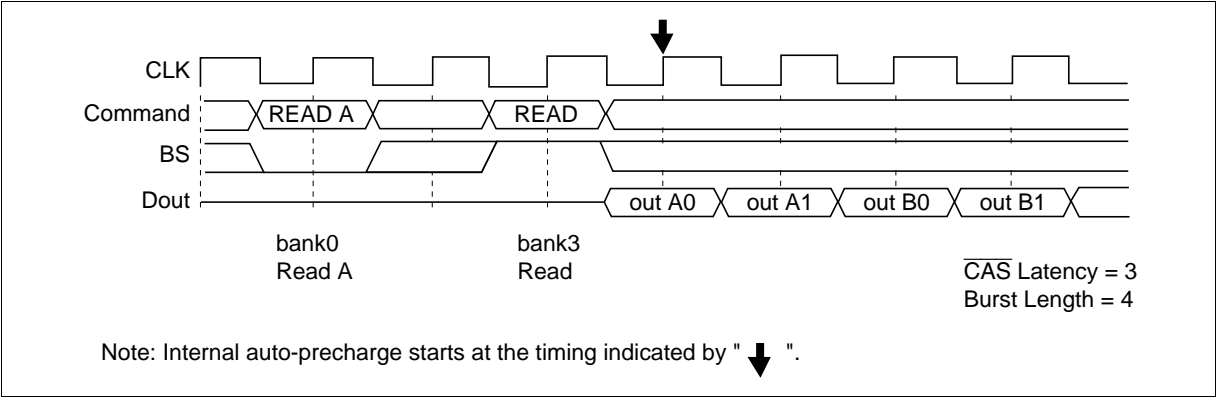 CLK
Command READ A READ
BS
Dout out A0 out A1 out B0 out B1
bank0 bank3
Read A Read
CAS Latency = 3
Burst Length = 4
Note: Internal auto-precharge starts at the timing indicated by " ".